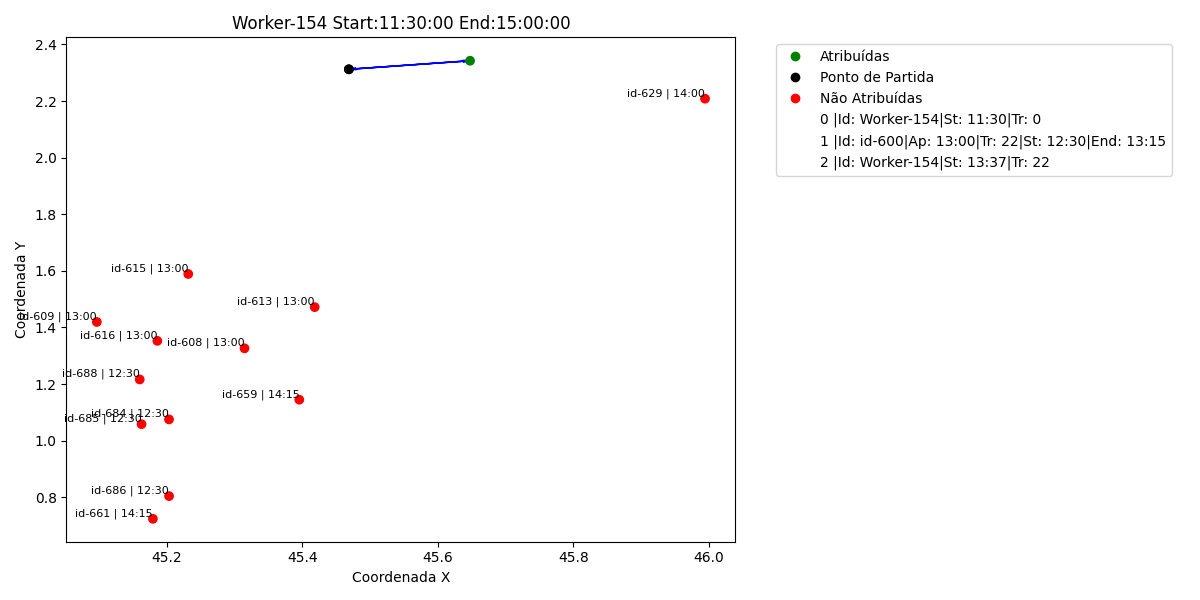 Worker-154 Start:11:30:00 End:15:00:00
Coordenada Y
2.4
2.2
2.0
1.8
1.6
1.4
1.2
1.0
0.8
id-629 | 14:00
id-615 | 13:00
id-613 | 13:00
id-609 | 13:00
id-616 | 13:00
id-608 | 13:00
id-688 | 12:30
id-659 | 14:15
id-684 | 12:30
id-685 | 12:30
id-686 | 12:30
id-661 | 14:15
45.2
45.4
45.6
45.8
46.0
Coordenada X
Atribuídas
Ponto de Partida
Não Atribuídas
0 |Id: Worker-154|St: 11:30|Tr: 0
1 |Id: id-600|Ap: 13:00|Tr: 22|St: 12:30|End: 13:15
2 |Id: Worker-154|St: 13:37|Tr: 22